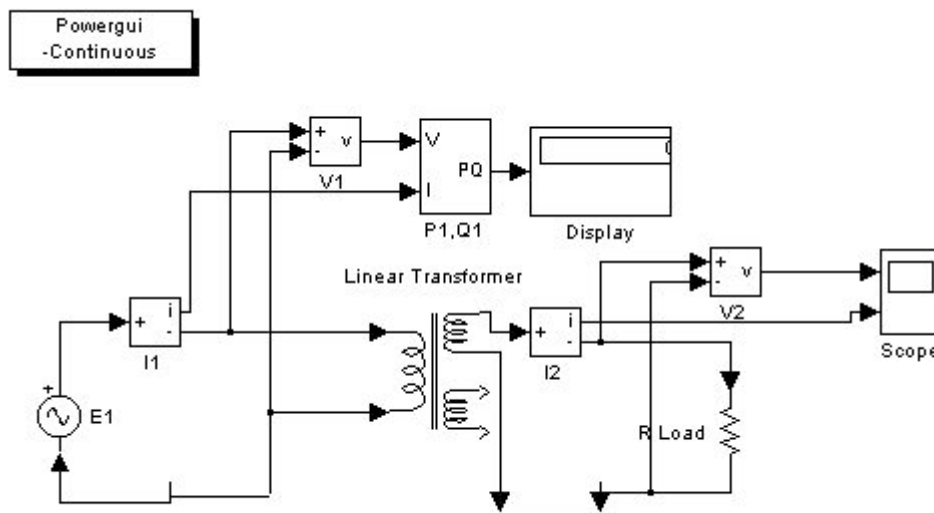 Powergui
-Continuous
+
-
v
V1
V
I
PQ
P1,Q1
Display
Linear Transformer
+
-
v
V2
Scope
+
i
-
I1
+
i
-
I2
+
E1
R Load